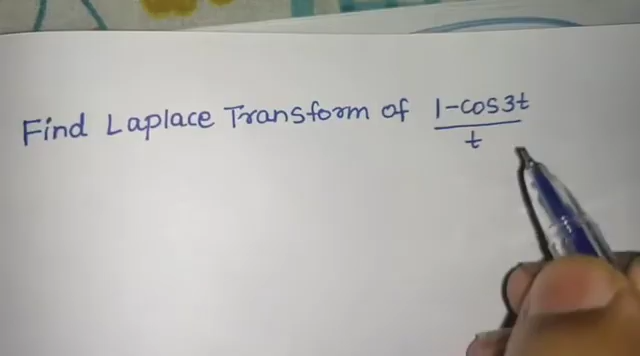 Find Laplace Transform of 1-cos3t/t